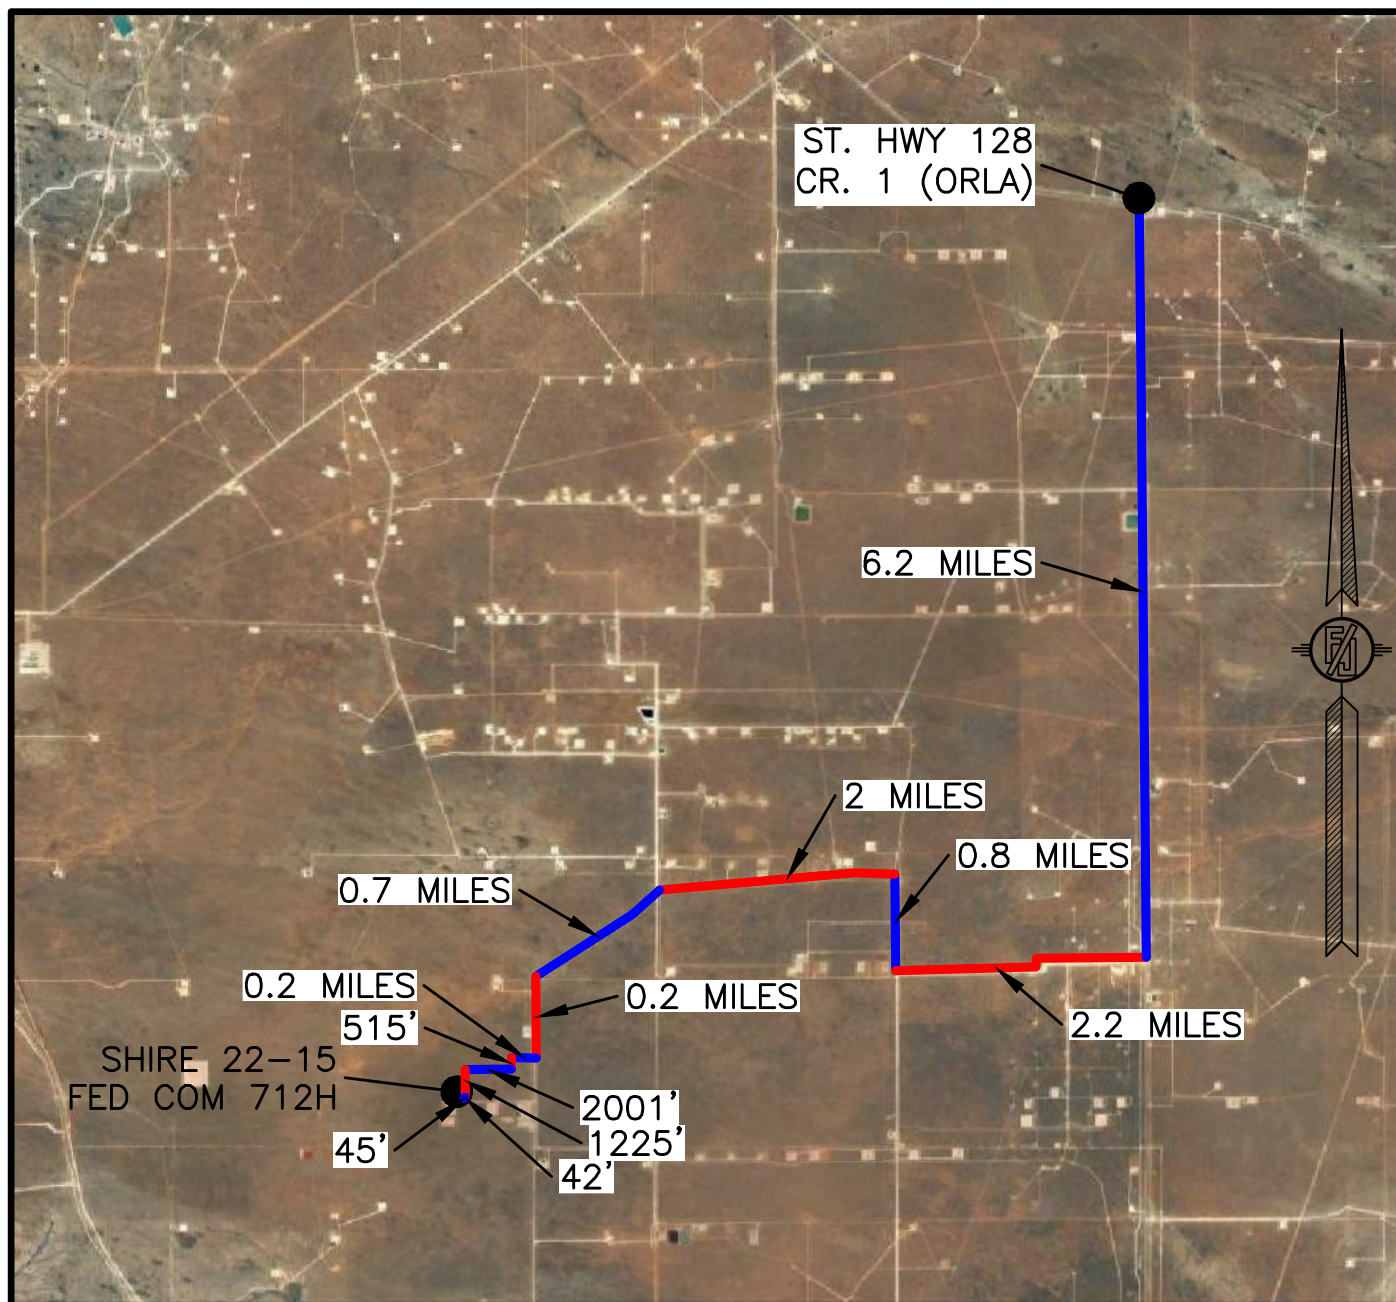 ST. HWY 128
CR. 1 (ORLA)
6.2 MILES
2 MILES
0.8 MILES
0.7 MILES
0.2 MILES
0.2 MILES
515'
2.2 MILES
SHIRE 22-15
FED COM 712H
2001'
1225'
45'
42'
FJ